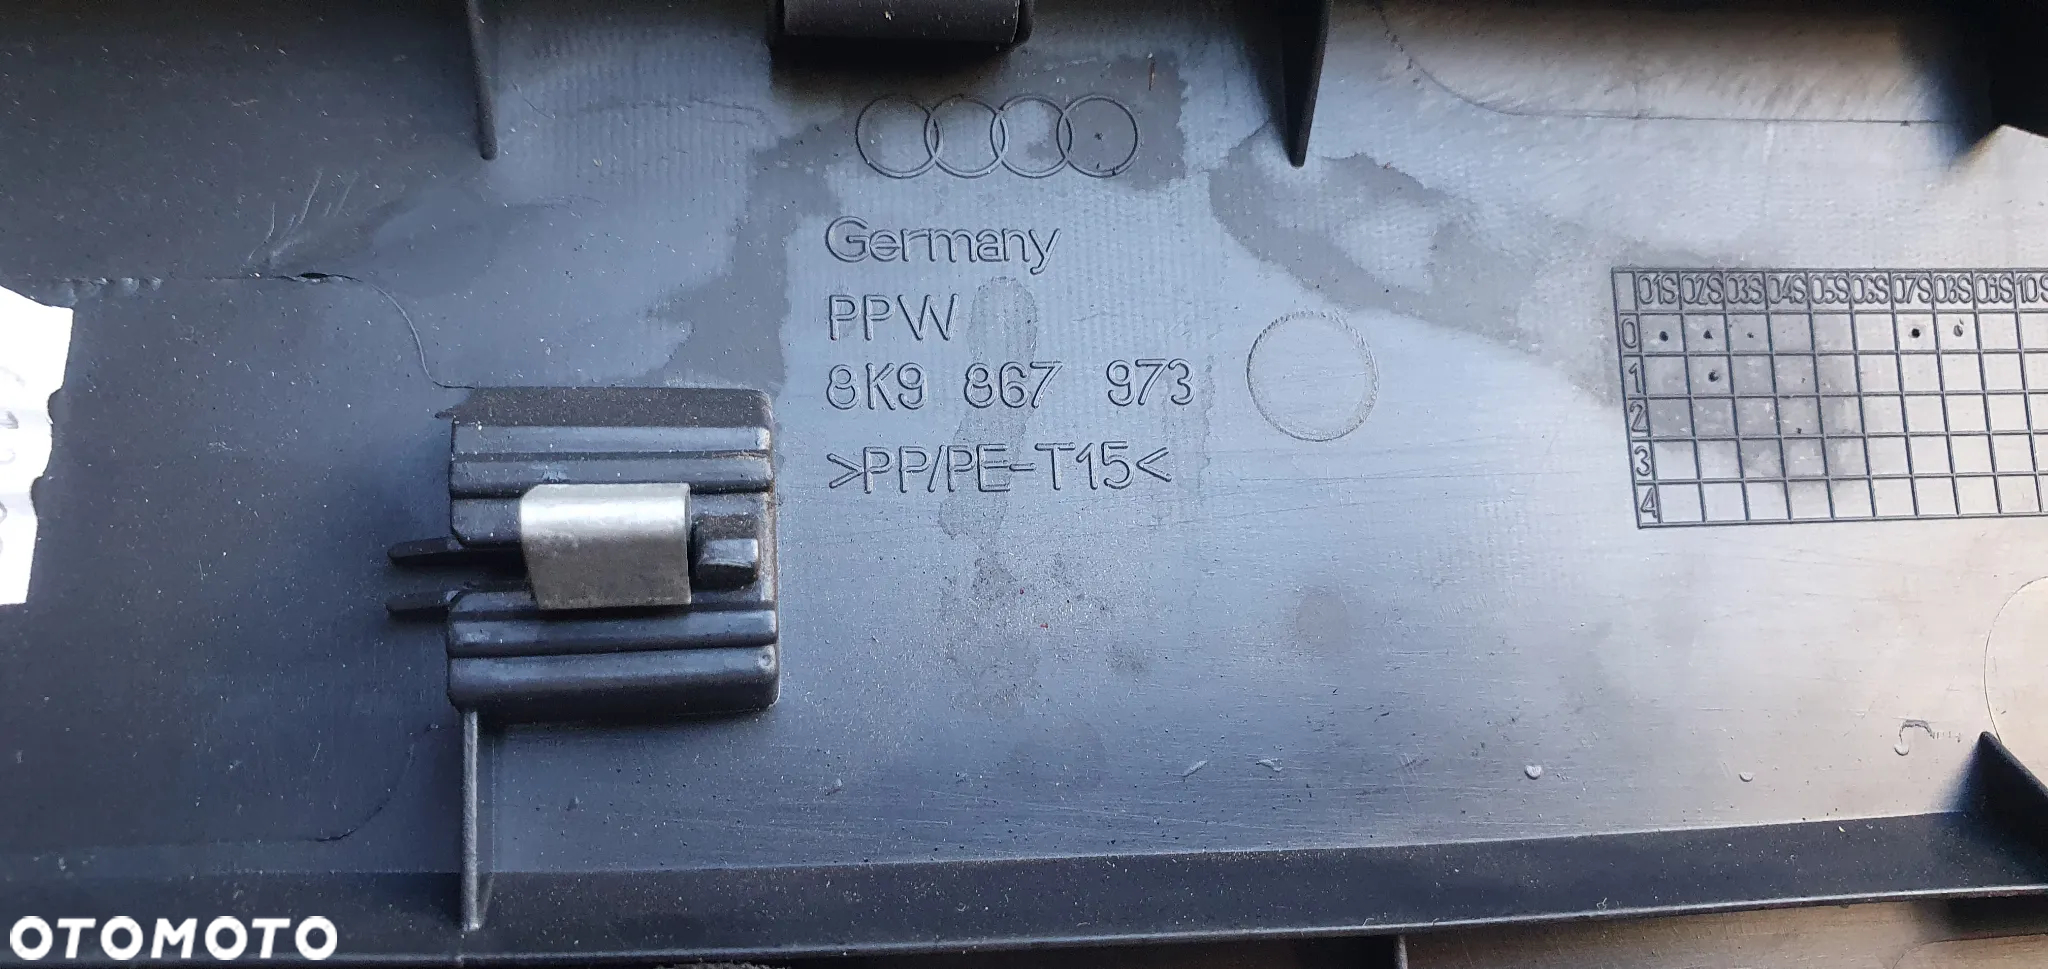 Germany
PPW
8K9 867 973
>PP/PE-T15<
01S 02S 03S 04S 05S 06S 07S 08S 09S 10S
0
1
2
3
4
OTOMOTO